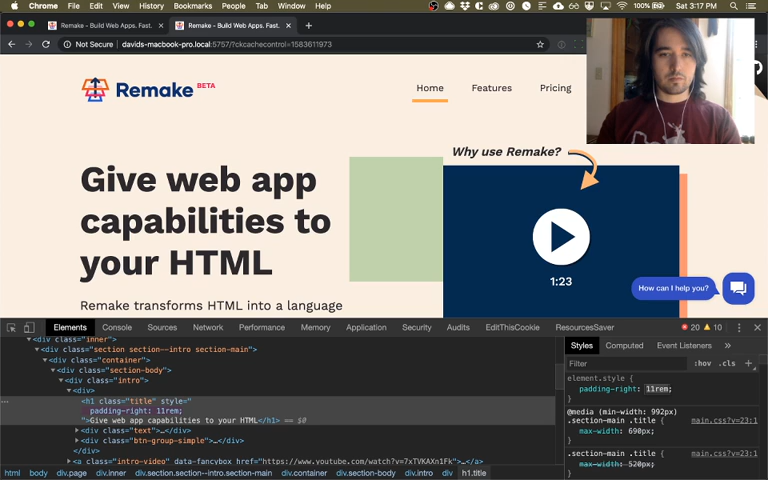 Chrome File Edit View History Bookmarks People Tab Window Help 100% Sat 3:17 PM
Remake - Build Web Apps. Fast. × Remake - Build Web Apps. Fast. × +
Not Secure davids-macbook-pro.local:5757/?ckcachecontrol=1583611973
Remake BETA
Home Features Pricing
Why use Remake?
Give web app
capabilities to
your HTML
1:23
How can I help you?
Remake transforms HTML into a language
Elements Console Sources Network Performance Memory Application Security Audits EditThisCookie ResourcesSaver 20 10
<div class="inner">
<div class="section section--intro section-main">
<div class="container">
<div class="section-body">
<div class="intro">
<div>
<h1 class="title" style="
padding-right: 11rem;
">Give web app capabilities to your HTML</h1> == $0
<div class="text">…</div>
<div class="btn-group-simple">…</div>
</div>
<a class="intro-video" data-fancybox href="https://www.youtube.com/watch?v=7xTVKAXn1Fk">…</a>
html body div.page div.inner div.section.section--intro.section-main div.container div.section-body div.intro div h1.title
Styles Computed Event Listeners »
Filter :hov .cls +
element.style {
padding-right: 11rem;
}
@media (min-width: 992px)
.section-main .title { main.css?v=23:1
max-width: 690px;
}
.section-main .title { main.css?v=23:1
max-width: 520px;
}